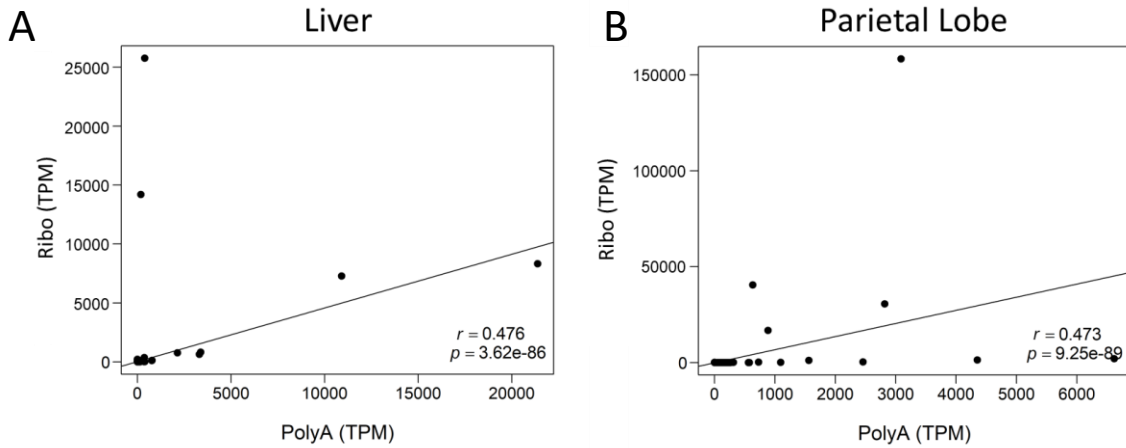 A
Liver
Ribo (TPM)
25000
20000
15000
10000
5000
0
r = 0.476
p = 3.62e-86
0
5000
10000
15000
20000
PolyA (TPM)
B
Parietal Lobe
Ribo (TPM)
150000
100000
50000
0
r = 0.473
p = 9.25e-89
0
1000
2000
3000
4000
5000
6000
PolyA (TPM)